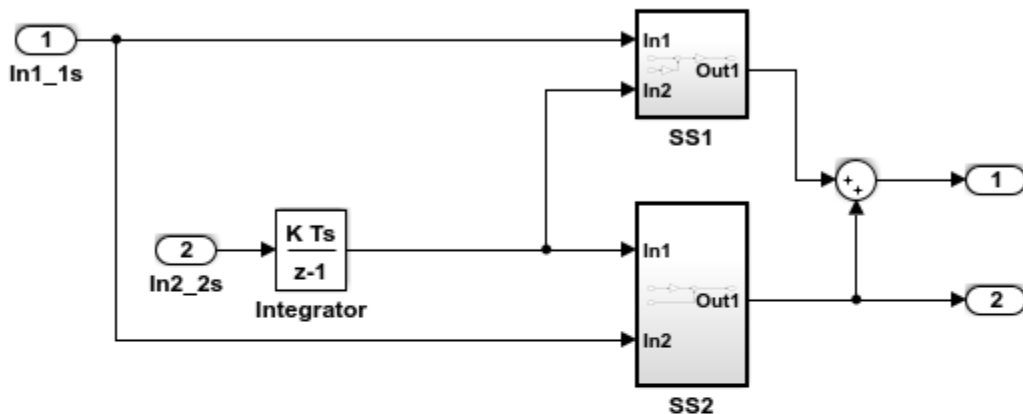 1
In1_1s
In1
In2
Out1
SS1
2
In2_2s
K Ts
z-1
Integrator
In1
Out1
In2
SS2
+
+
1
2